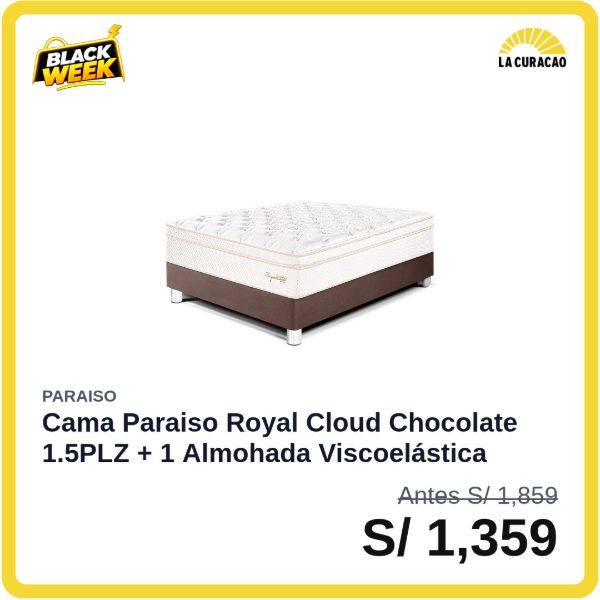 BLACK
WEEK
LA CURACAO
PARAISO
Cama Paraiso Royal Cloud Chocolate
1.5PLZ + 1 Almohada Viscoelástica
Antes S/ 1,859
S/ 1,359